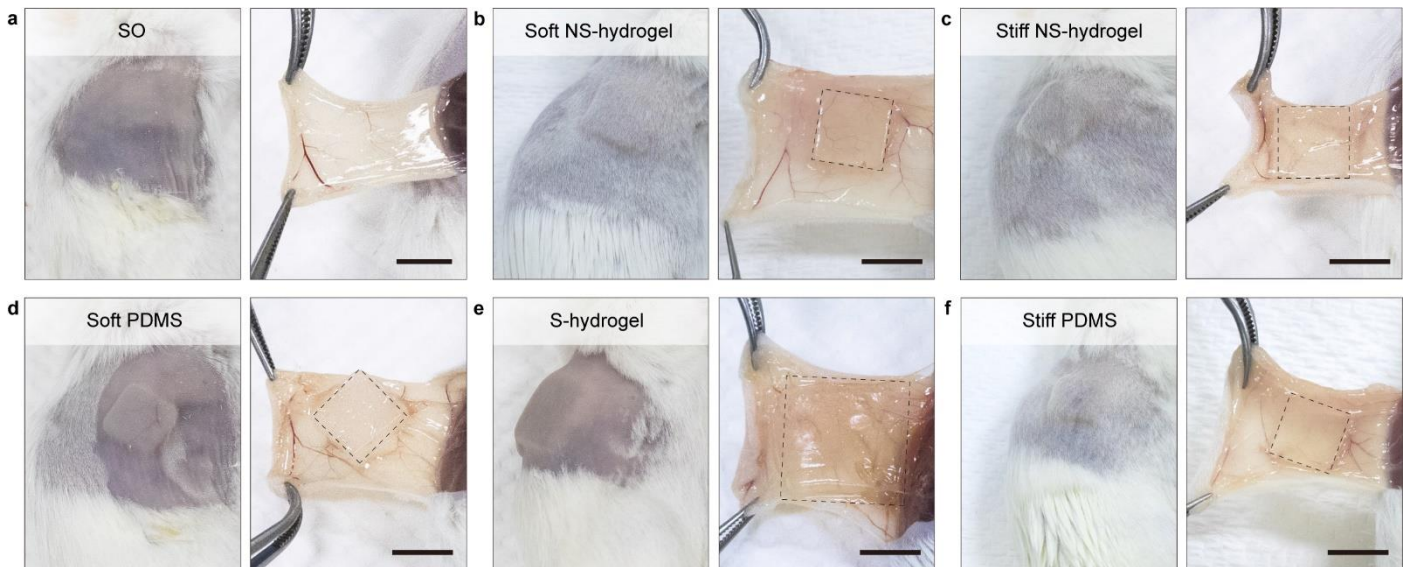 a
SO
b
Soft NS-hydrogel
c
Stiff NS-hydrogel
d
Soft PDMS
e
S-hydrogel
f
Stiff PDMS